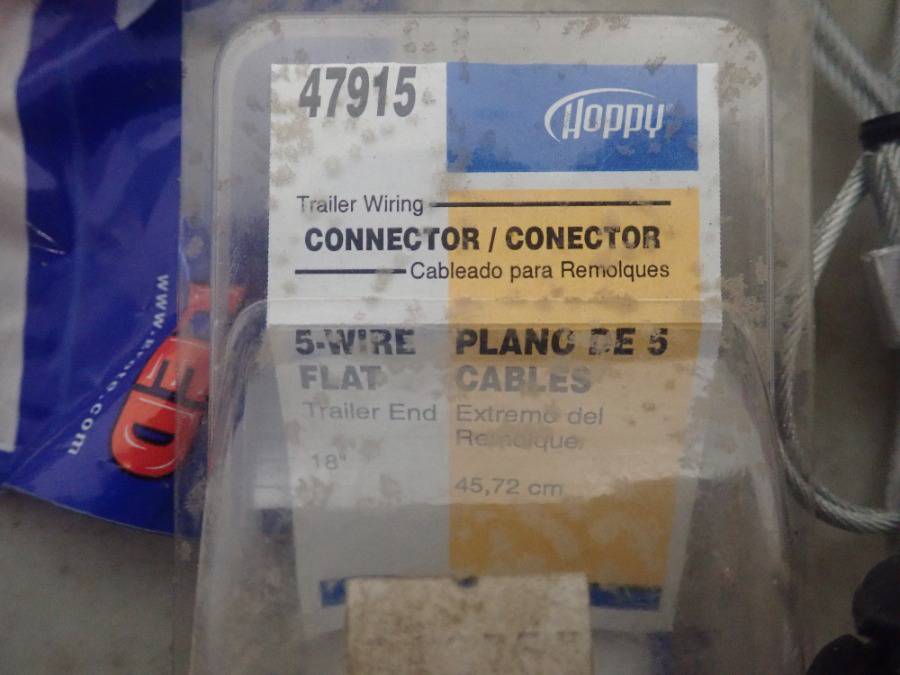 47915
Hoppy
Trailer Wiring
CONNECTOR / CONECTOR
Cableado para Remolques
5-WIRE
FLAT
Trailer End
18"
PLANO DE 5
CABLES
Extremo del
Remolque
45,72 cm